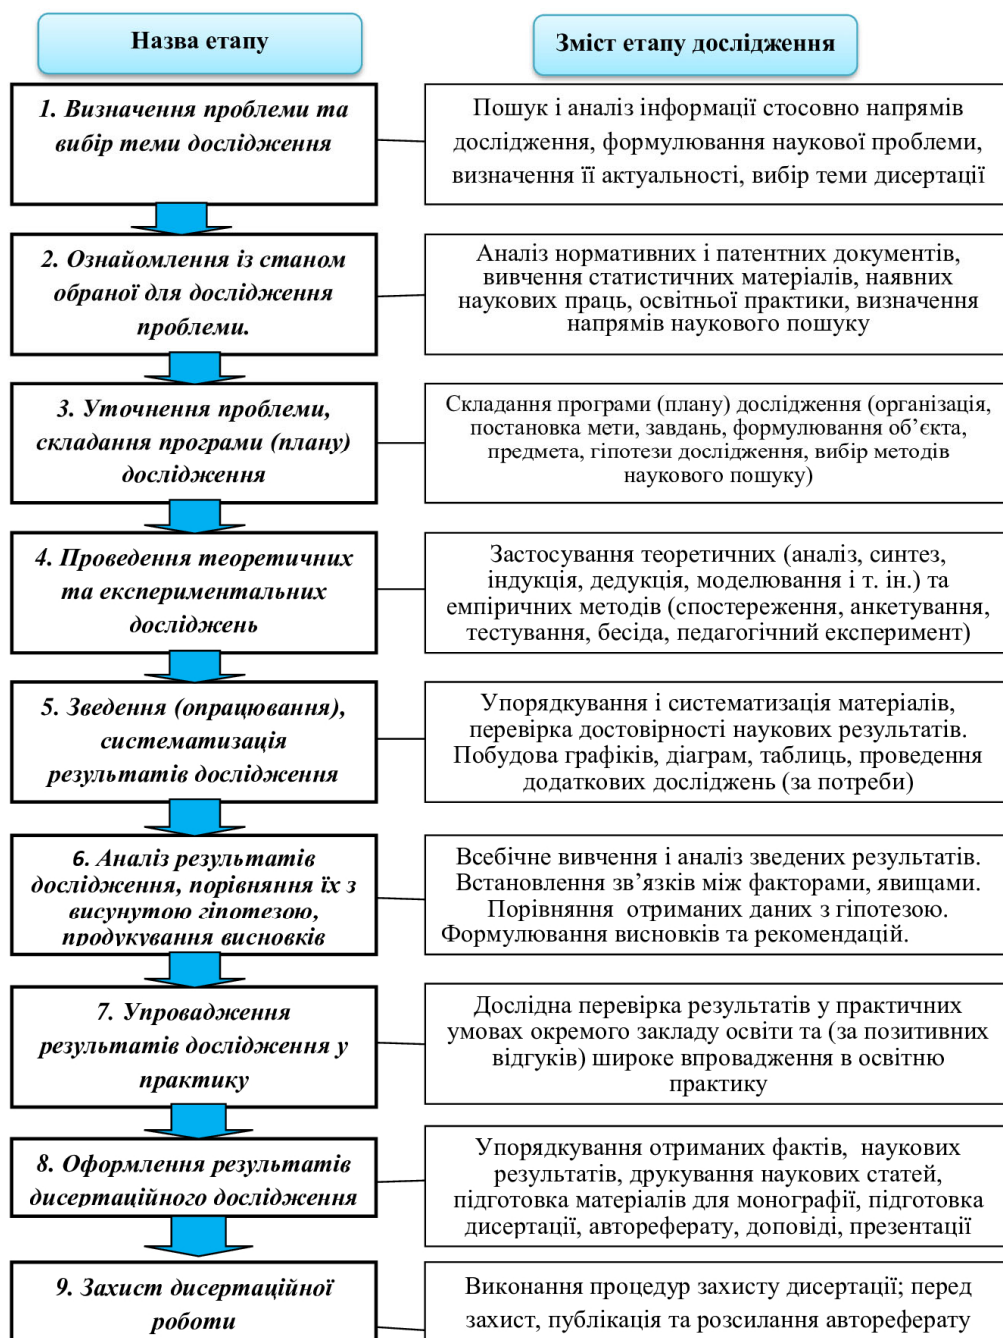 Назва етапу
Зміст етапу дослідження
1. Визначення проблеми та
вибір теми дослідження
Пошук і аналіз інформації стосовно напрямів
дослідження, формулювання наукової проблеми,
визначення її актуальності, вибір теми дисертації
2. Ознайомлення із станом
обраної для дослідження
проблеми.
Аналіз нормативних і патентних документів,
вивчення статистичних матеріалів, наявних
наукових праць, освітньої практики, визначення
напрямів наукового пошуку
3. Уточнення проблеми,
складання програми (плану)
дослідження
Складання програми (плану) дослідження (організація,
постановка мети, завдань, формулювання об’єкта,
предмета, гіпотези дослідження, вибір методів
наукового пошуку)
4. Проведення теоретичних
та експериментальних
досліджень
Застосування теоретичних (аналіз, синтез,
індукція, дедукція, моделювання і т. ін.) та
емпіричних методів (спостереження, анкетування,
тестування, бесіда, педагогічний експеримент)
5. Зведення (опрацювання),
систематизація
результатів дослідження
Упорядкування і систематизація матеріалів,
перевірка достовірності наукових результатів.
Побудова графіків, діаграм, таблиць, проведення
додаткових досліджень (за потреби)
6. Аналіз результатів
дослідження, порівняння їх з
висунутою гіпотезою,
продукування висновків
Всебічне вивчення і аналіз зведених результатів.
Встановлення зв’язків між факторами, явищами.
Порівняння отриманих даних з гіпотезою.
Формулювання висновків та рекомендацій.
7. Упровадження
результатів дослідження у
практику
Дослідна перевірка результатів у практичних
умовах окремого закладу освіти та (за позитивних
відгуків) широке впровадження в освітню
практику
8. Оформлення результатів
дисертаційного дослідження
Упорядкування отриманих фактів, наукових
результатів, друкування наукових статей,
підготовка матеріалів для монографії, підготовка
дисертації, автореферату, доповіді, презентації
9. Захист дисертаційної
роботи
Виконання процедур захисту дисертації; перед
захист, публікація та розсилання автореферату